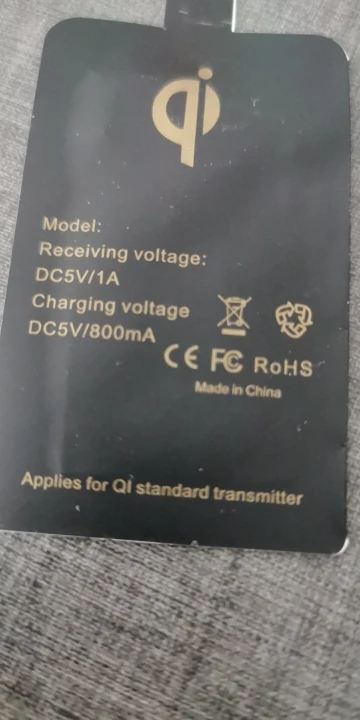 qi
Model:
Receiving voltage:
DC5V/1A
Charging voltage
DC5V/800mA
CE FC RoHS
Made in China
Applies for QI standard transmitter